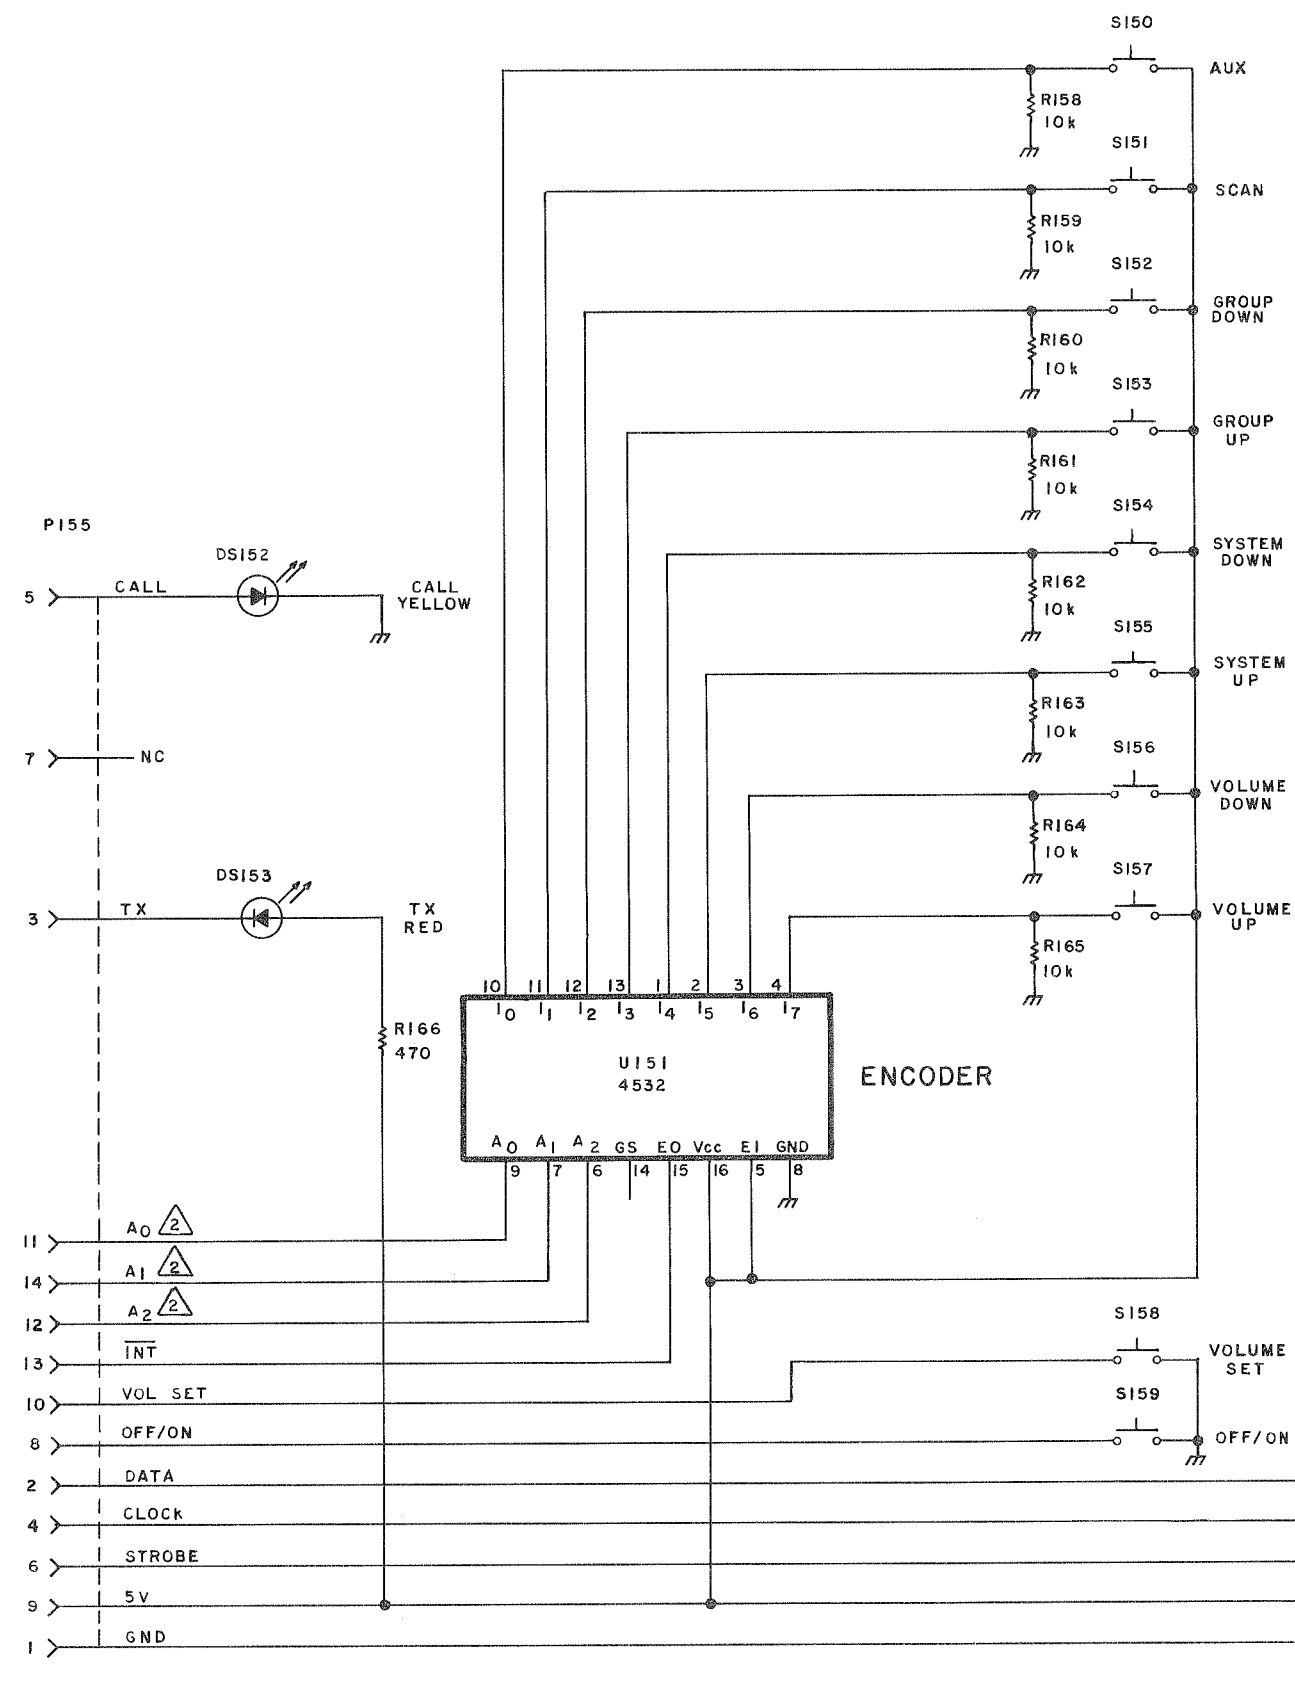 S150
AUX
R158
10k
S151
SCAN
R159
10k
S152
GROUP
DOWN
R160
10k
S153
GROUP
UP
R161
10k
P155
S154
SYSTEM
DOWN
DS152
5
CALL
CALL
YELLOW
R162
10k
S155
SYSTEM
UP
R163
10k
7
NC
S156
VOLUME
DOWN
R164
10k
S157
VOLUME
UP
DS153
3
TX
TX
RED
R165
10k
10 11 12 13 1 2 3 4
I0 I1 I2 I3 I4 I5 I6 I7
R166
470
U151
4532
ENCODER
A0 A1 A2 GS EO Vcc EI GND
9 7 6 14 15 16 5 8
11 A0 2
14 A1 2
12 A2 2
13 I̅N̅T̅
S158
VOLUME
SET
10 VOL SET
S159
8 OFF/ON
OFF/ON
2 DATA
4 CLOCK
6 STROBE
9 5V
1 GND